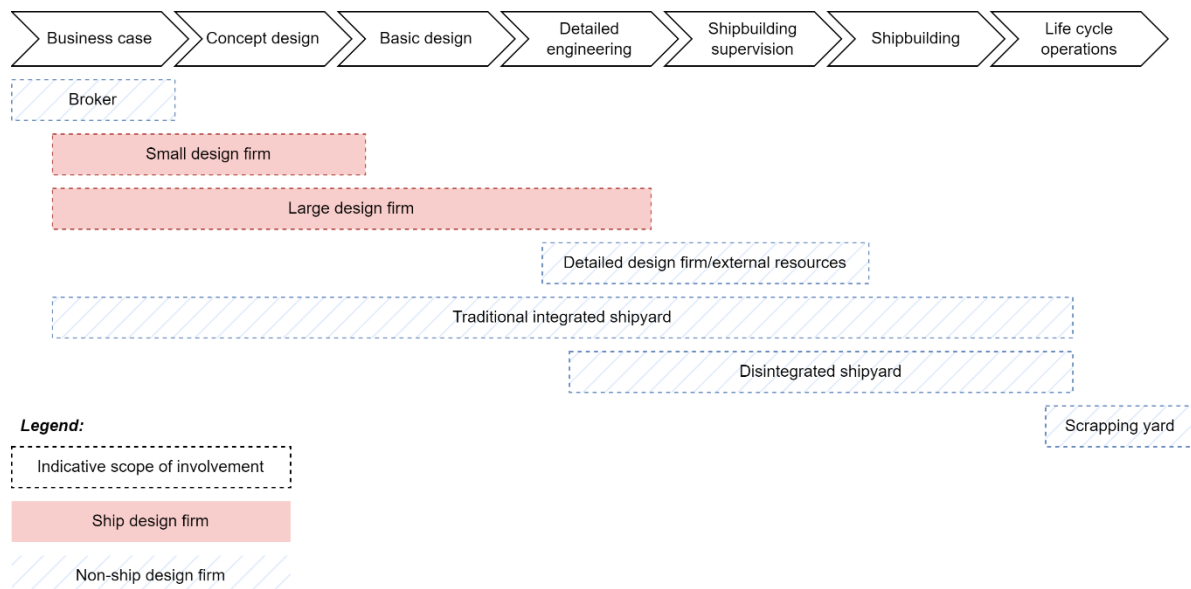 Business case
Concept design
Basic design
Detailed
engineering
Shipbuilding
supervision
Shipbuilding
Life cycle
operations
Broker
Small design firm
Large design firm
Detailed design firm/external resources
Traditional integrated shipyard
Disintegrated shipyard
Scrapping yard
Legend:
Indicative scope of involvement
Ship design firm
Non-ship design firm